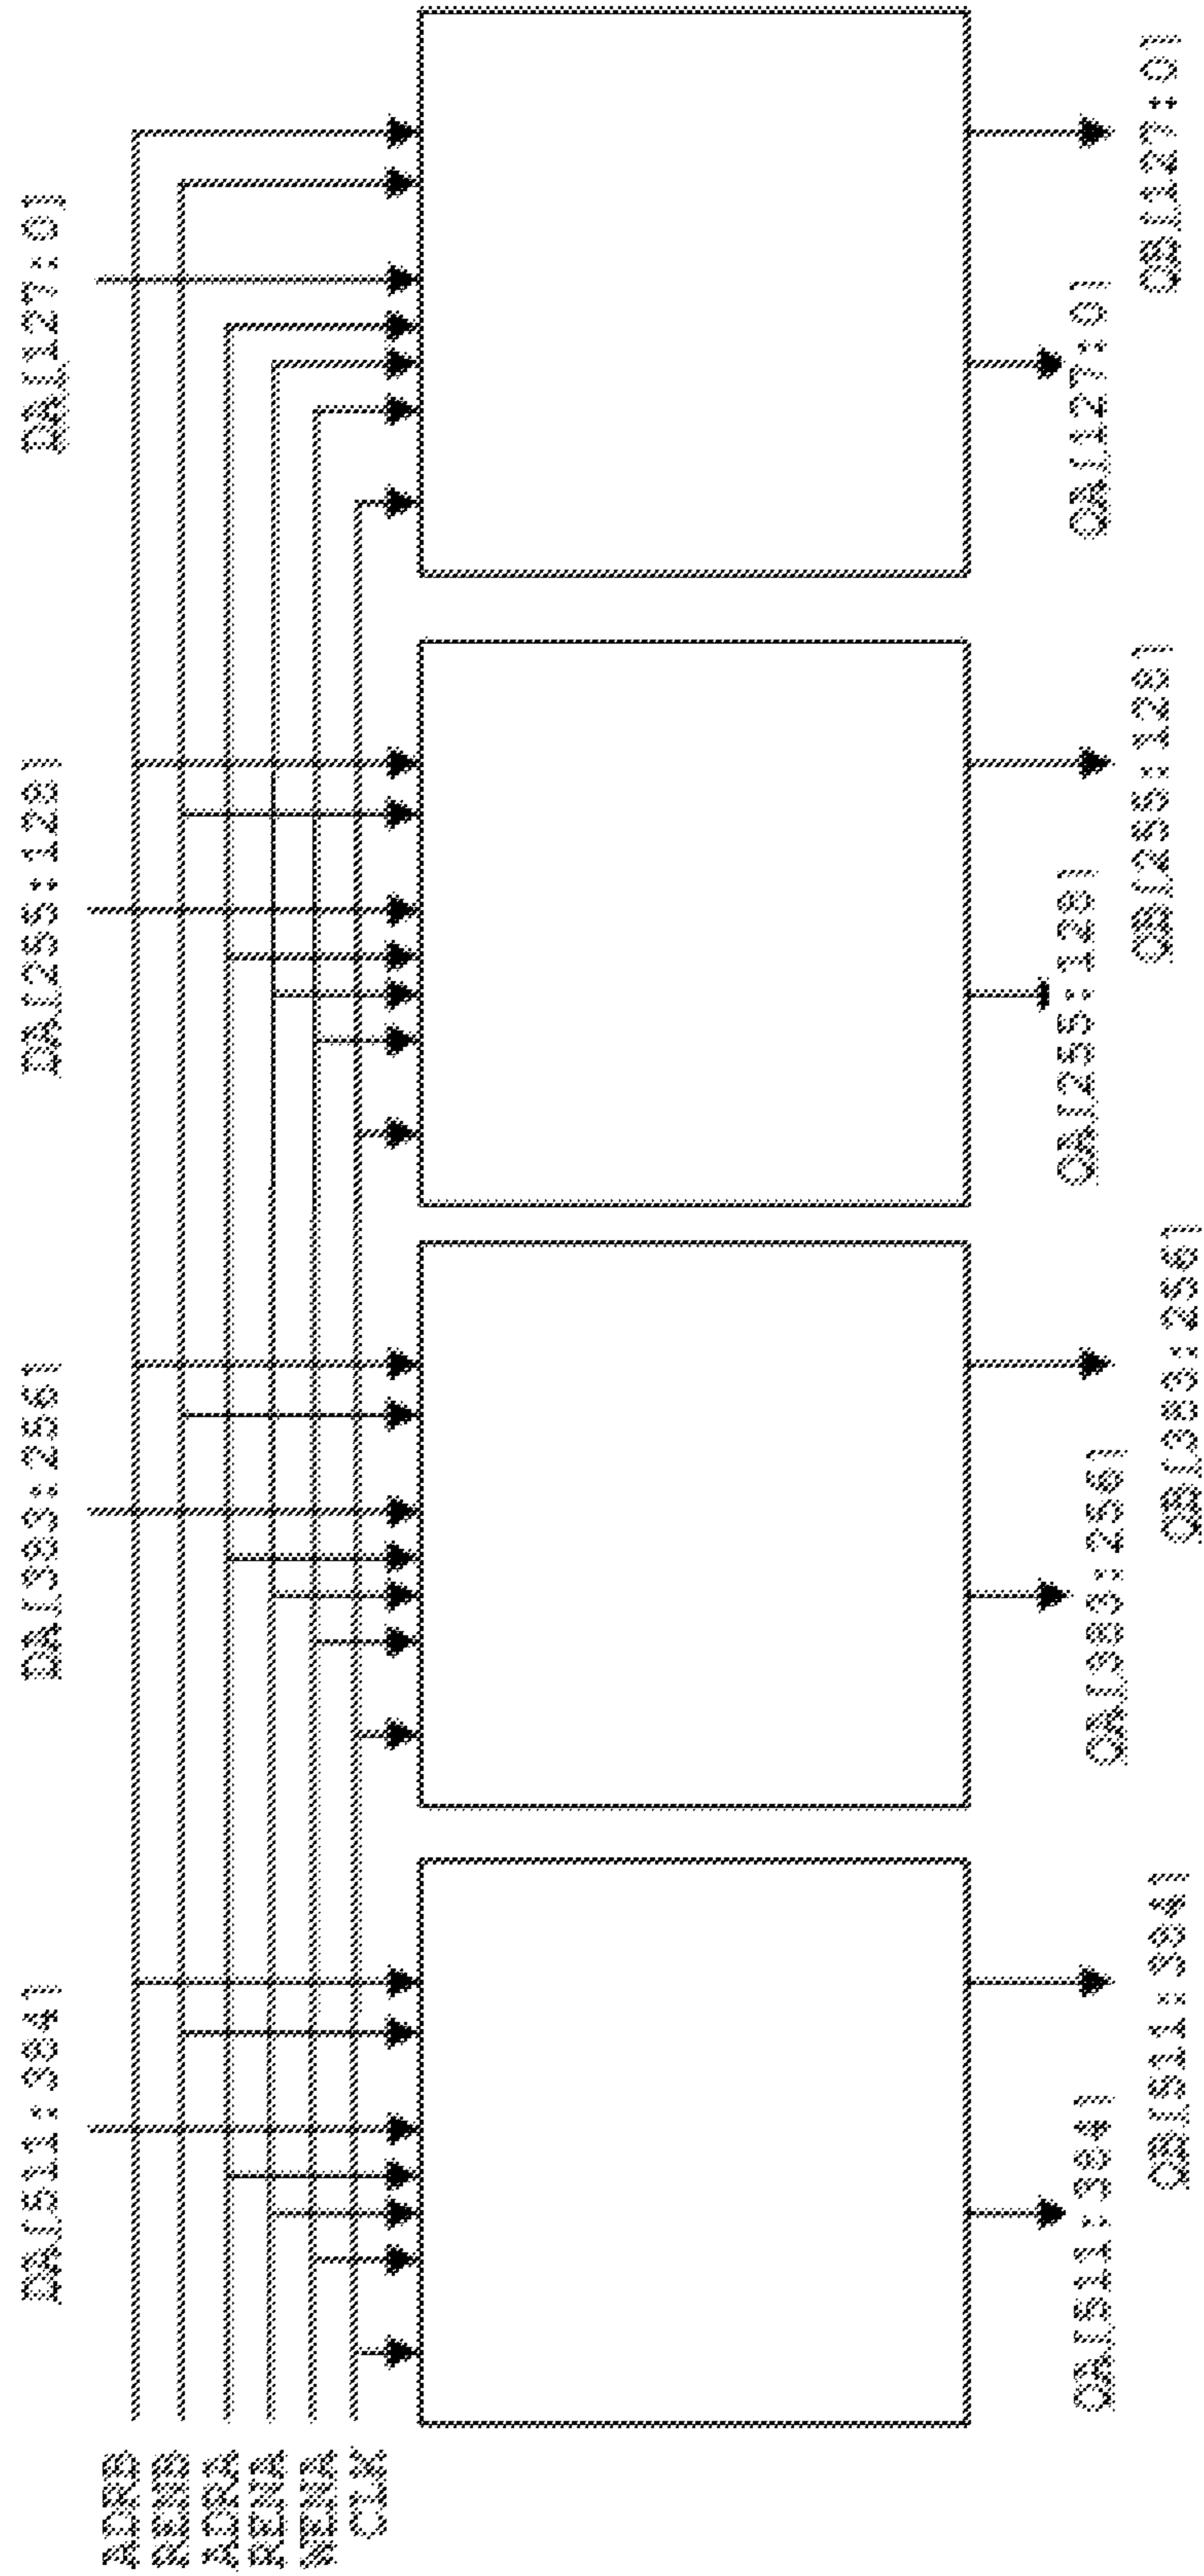 DA[511:384]
DA[383:256]
DA[255:128]
DA[127:0]
ADRB
RENB
ADRA
RENA
WENA
CLK
QA[511:384]
QB[511:384]
QA[383:256]
QB[383:256]
QA[255:128]
QB[255:128]
QA[127:0]
QB[127:0]